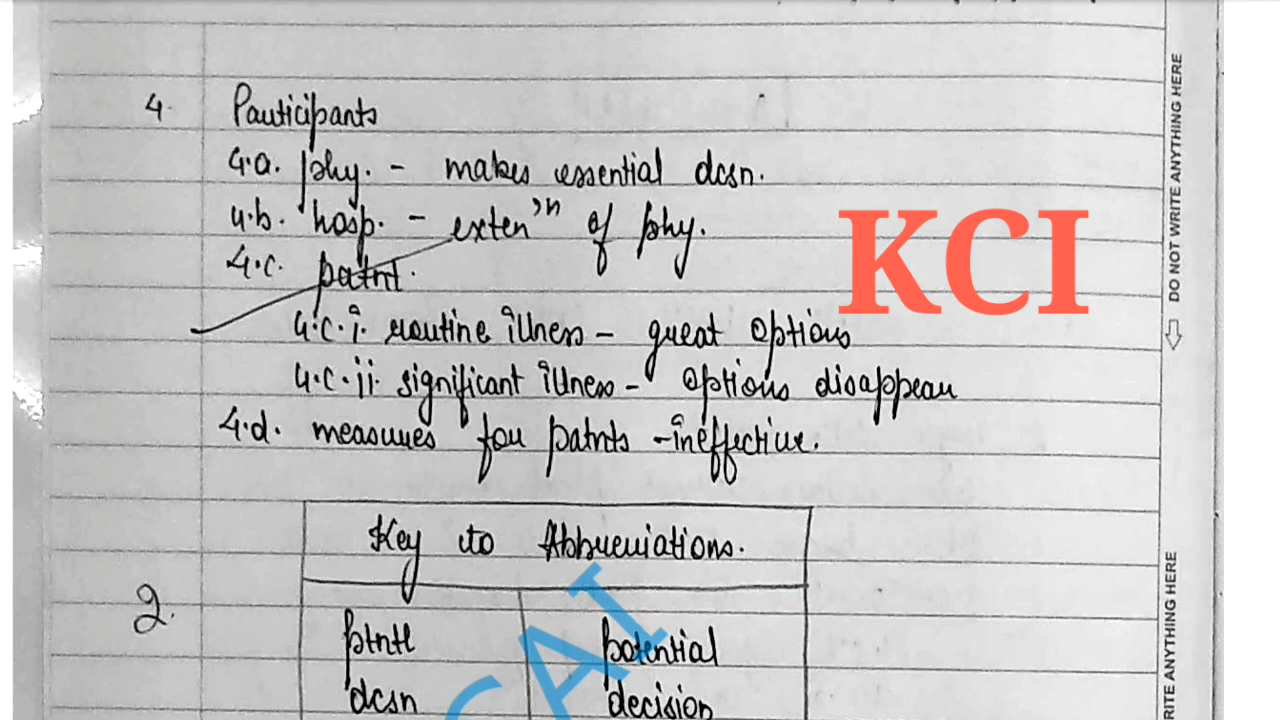 4. Participants
4.a. phy. - makes essential dcsn.
4.b. hosp. - exten'n of phy.
KCI
4.c. patnt.
4.c.i. routine illness - great options
4.c.ii. significant illness - options disappear
4.d. measures for patnts - ineffective.
Key to Abbreviations.
2.
ptntl potential
dcsn decision
CAI
DO NOT WRITE ANYTHING HERE
RITE ANYTHING HERE